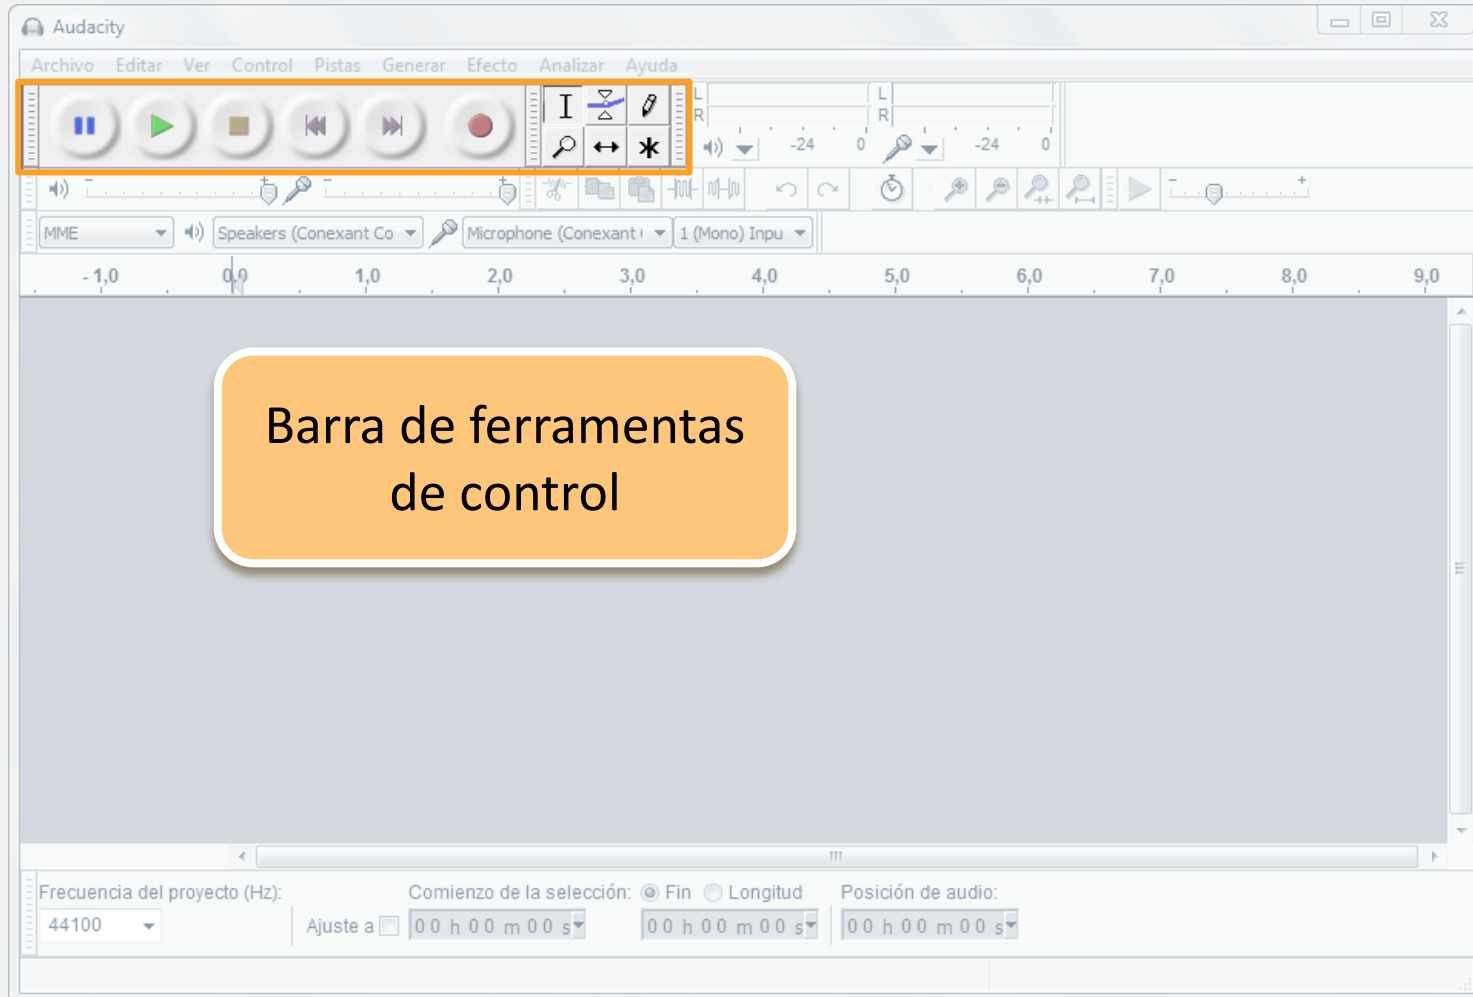 Audacity
Archivo Editar Ver Control Pistas Generar Efecto Analizar Ayuda
L L
R R
-24 0 -24 0
- + - +
- +
MME Speakers (Conexant Co Microphone (Conexant 1 (Mono) Inpu
- 1,0 0,0 1,0 2,0 3,0 4,0 5,0 6,0 7,0 8,0 9,0
Barra de ferramentas
de control
Frecuencia del proyecto (Hz): Comienzo de la selección: Fin Longitud Posición de audio:
44100 Ajuste a 00 h 00 m 00 s 00 h 00 m 00 s 00 h 00 m 00 s